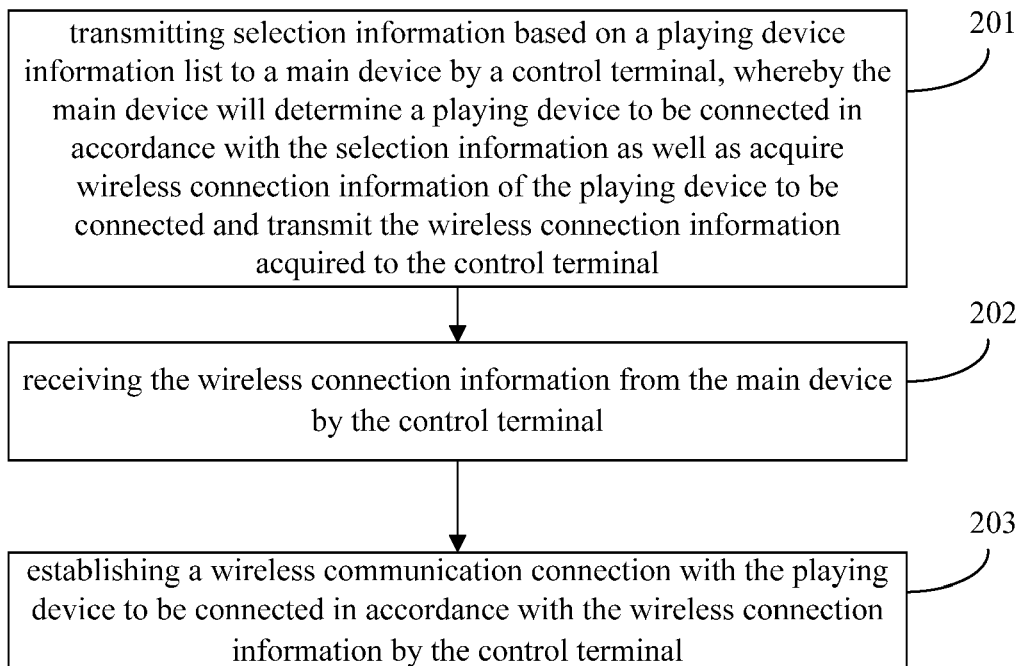 transmitting selection information based on a playing device
information list to a main device by a control terminal, whereby the
main device will determine a playing device to be connected in
accordance with the selection information as well as acquire
wireless connection information of the playing device to be
connected and transmit the wireless connection information
acquired to the control terminal
201
receiving the wireless connection information from the main device
by the control terminal
202
establishing a wireless communication connection with the playing
device to be connected in accordance with the wireless connection
information by the control terminal
203